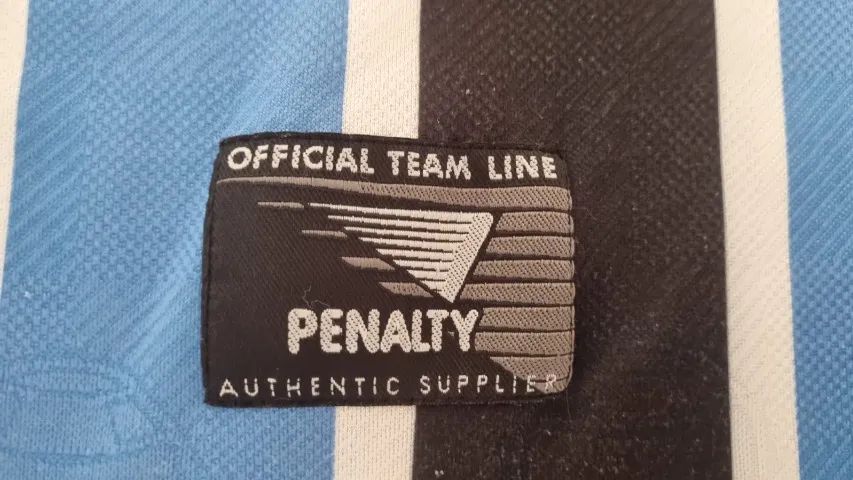 OFFICIAL TEAM LINE
PENALTY
AUTHENTIC SUPPLIER